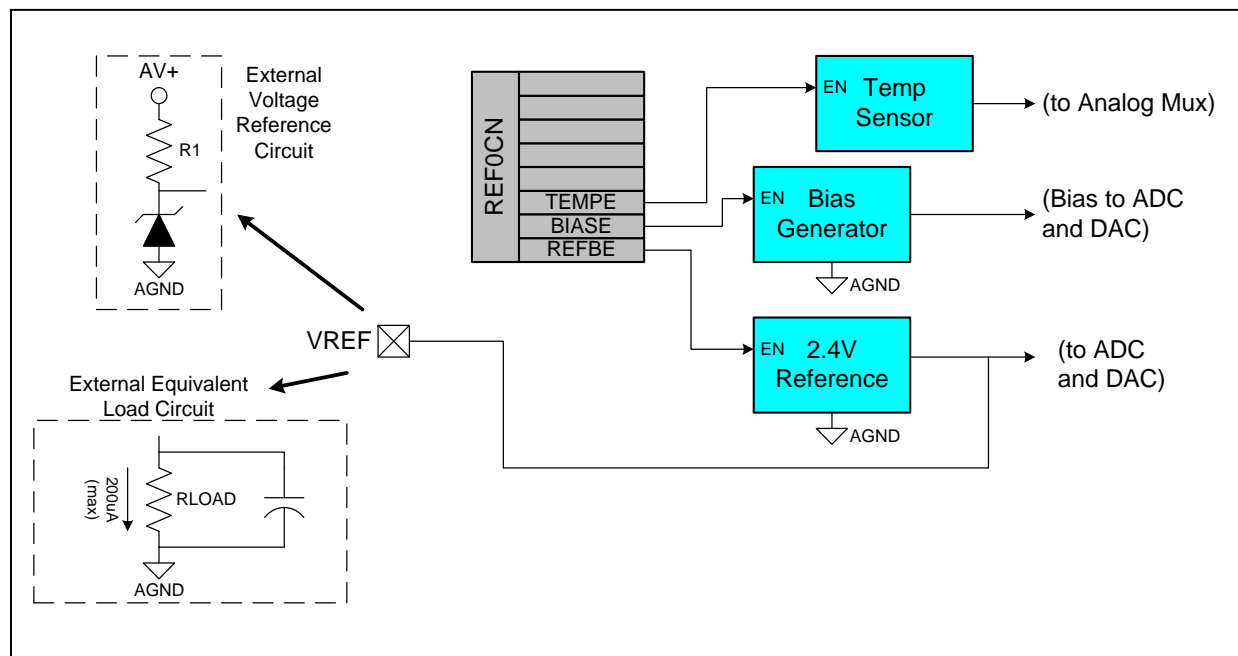 AV+
R1
AGND
External
Voltage
Reference
Circuit
REF0CN
TEMPE
BIASE
REFBE
EN
Temp
Sensor
(to Analog Mux)
EN
Bias
Generator
AGND
(Bias to ADC
and DAC)
EN
2.4V
Reference
AGND
(to ADC
and DAC)
VREF
External Equivalent
Load Circuit
200uA
(max)
RLOAD
AGND